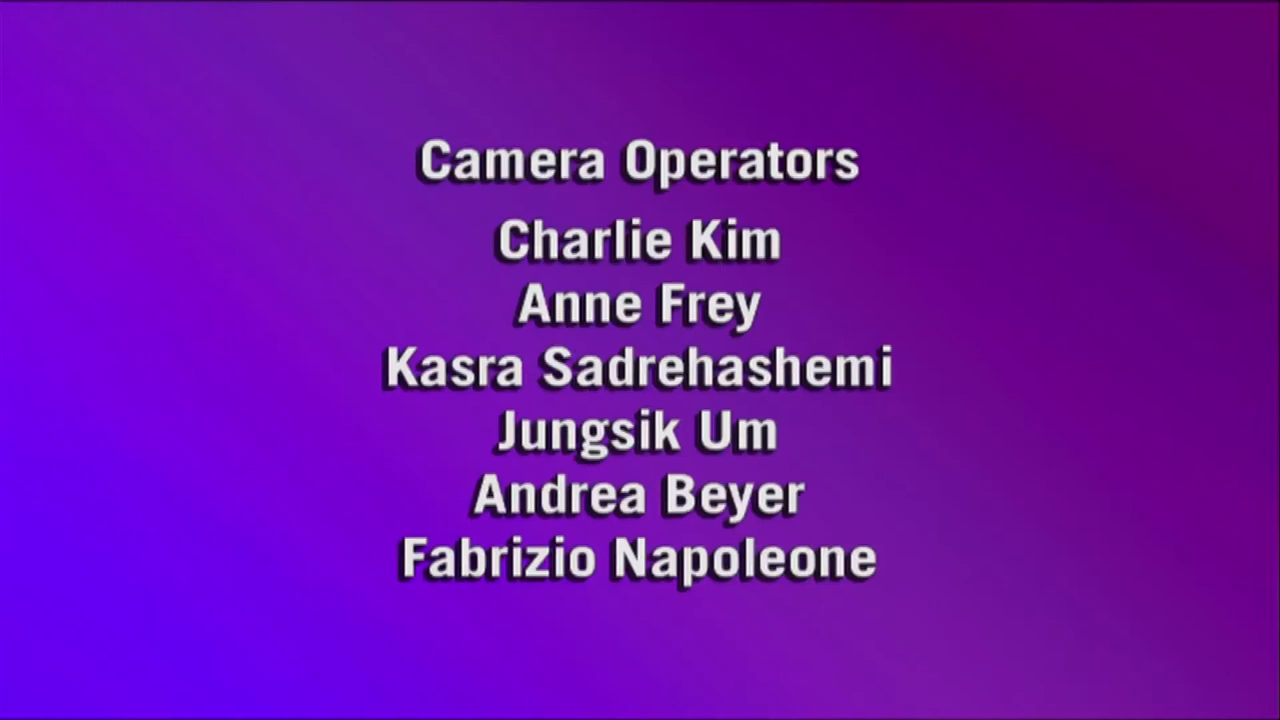 Camera Operators
Charlie Kim
Anne Frey
Kasra Sadrehashemi
Jungsik Um
Andrea Beyer
Fabrizio Napoleone